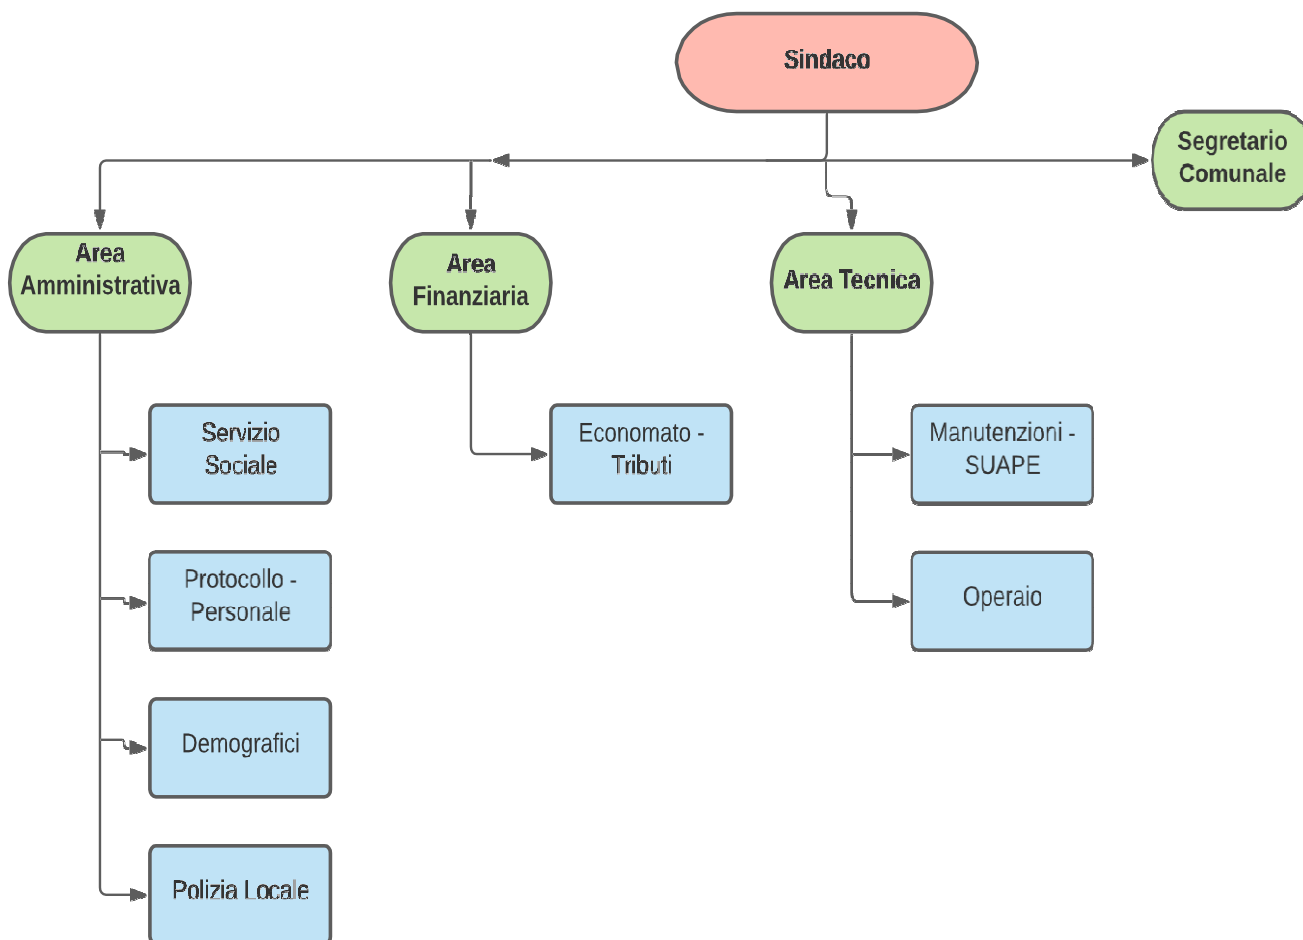 Sindaco
Segretario
Comunale
Area
Amministrativa
Area
Finanziaria
Area Tecnica
Servizio
Sociale
Economato -
Tributi
Manutenzioni -
SUAPE
Protocollo -
Personale
Operaio
Demografici
Polizia Locale